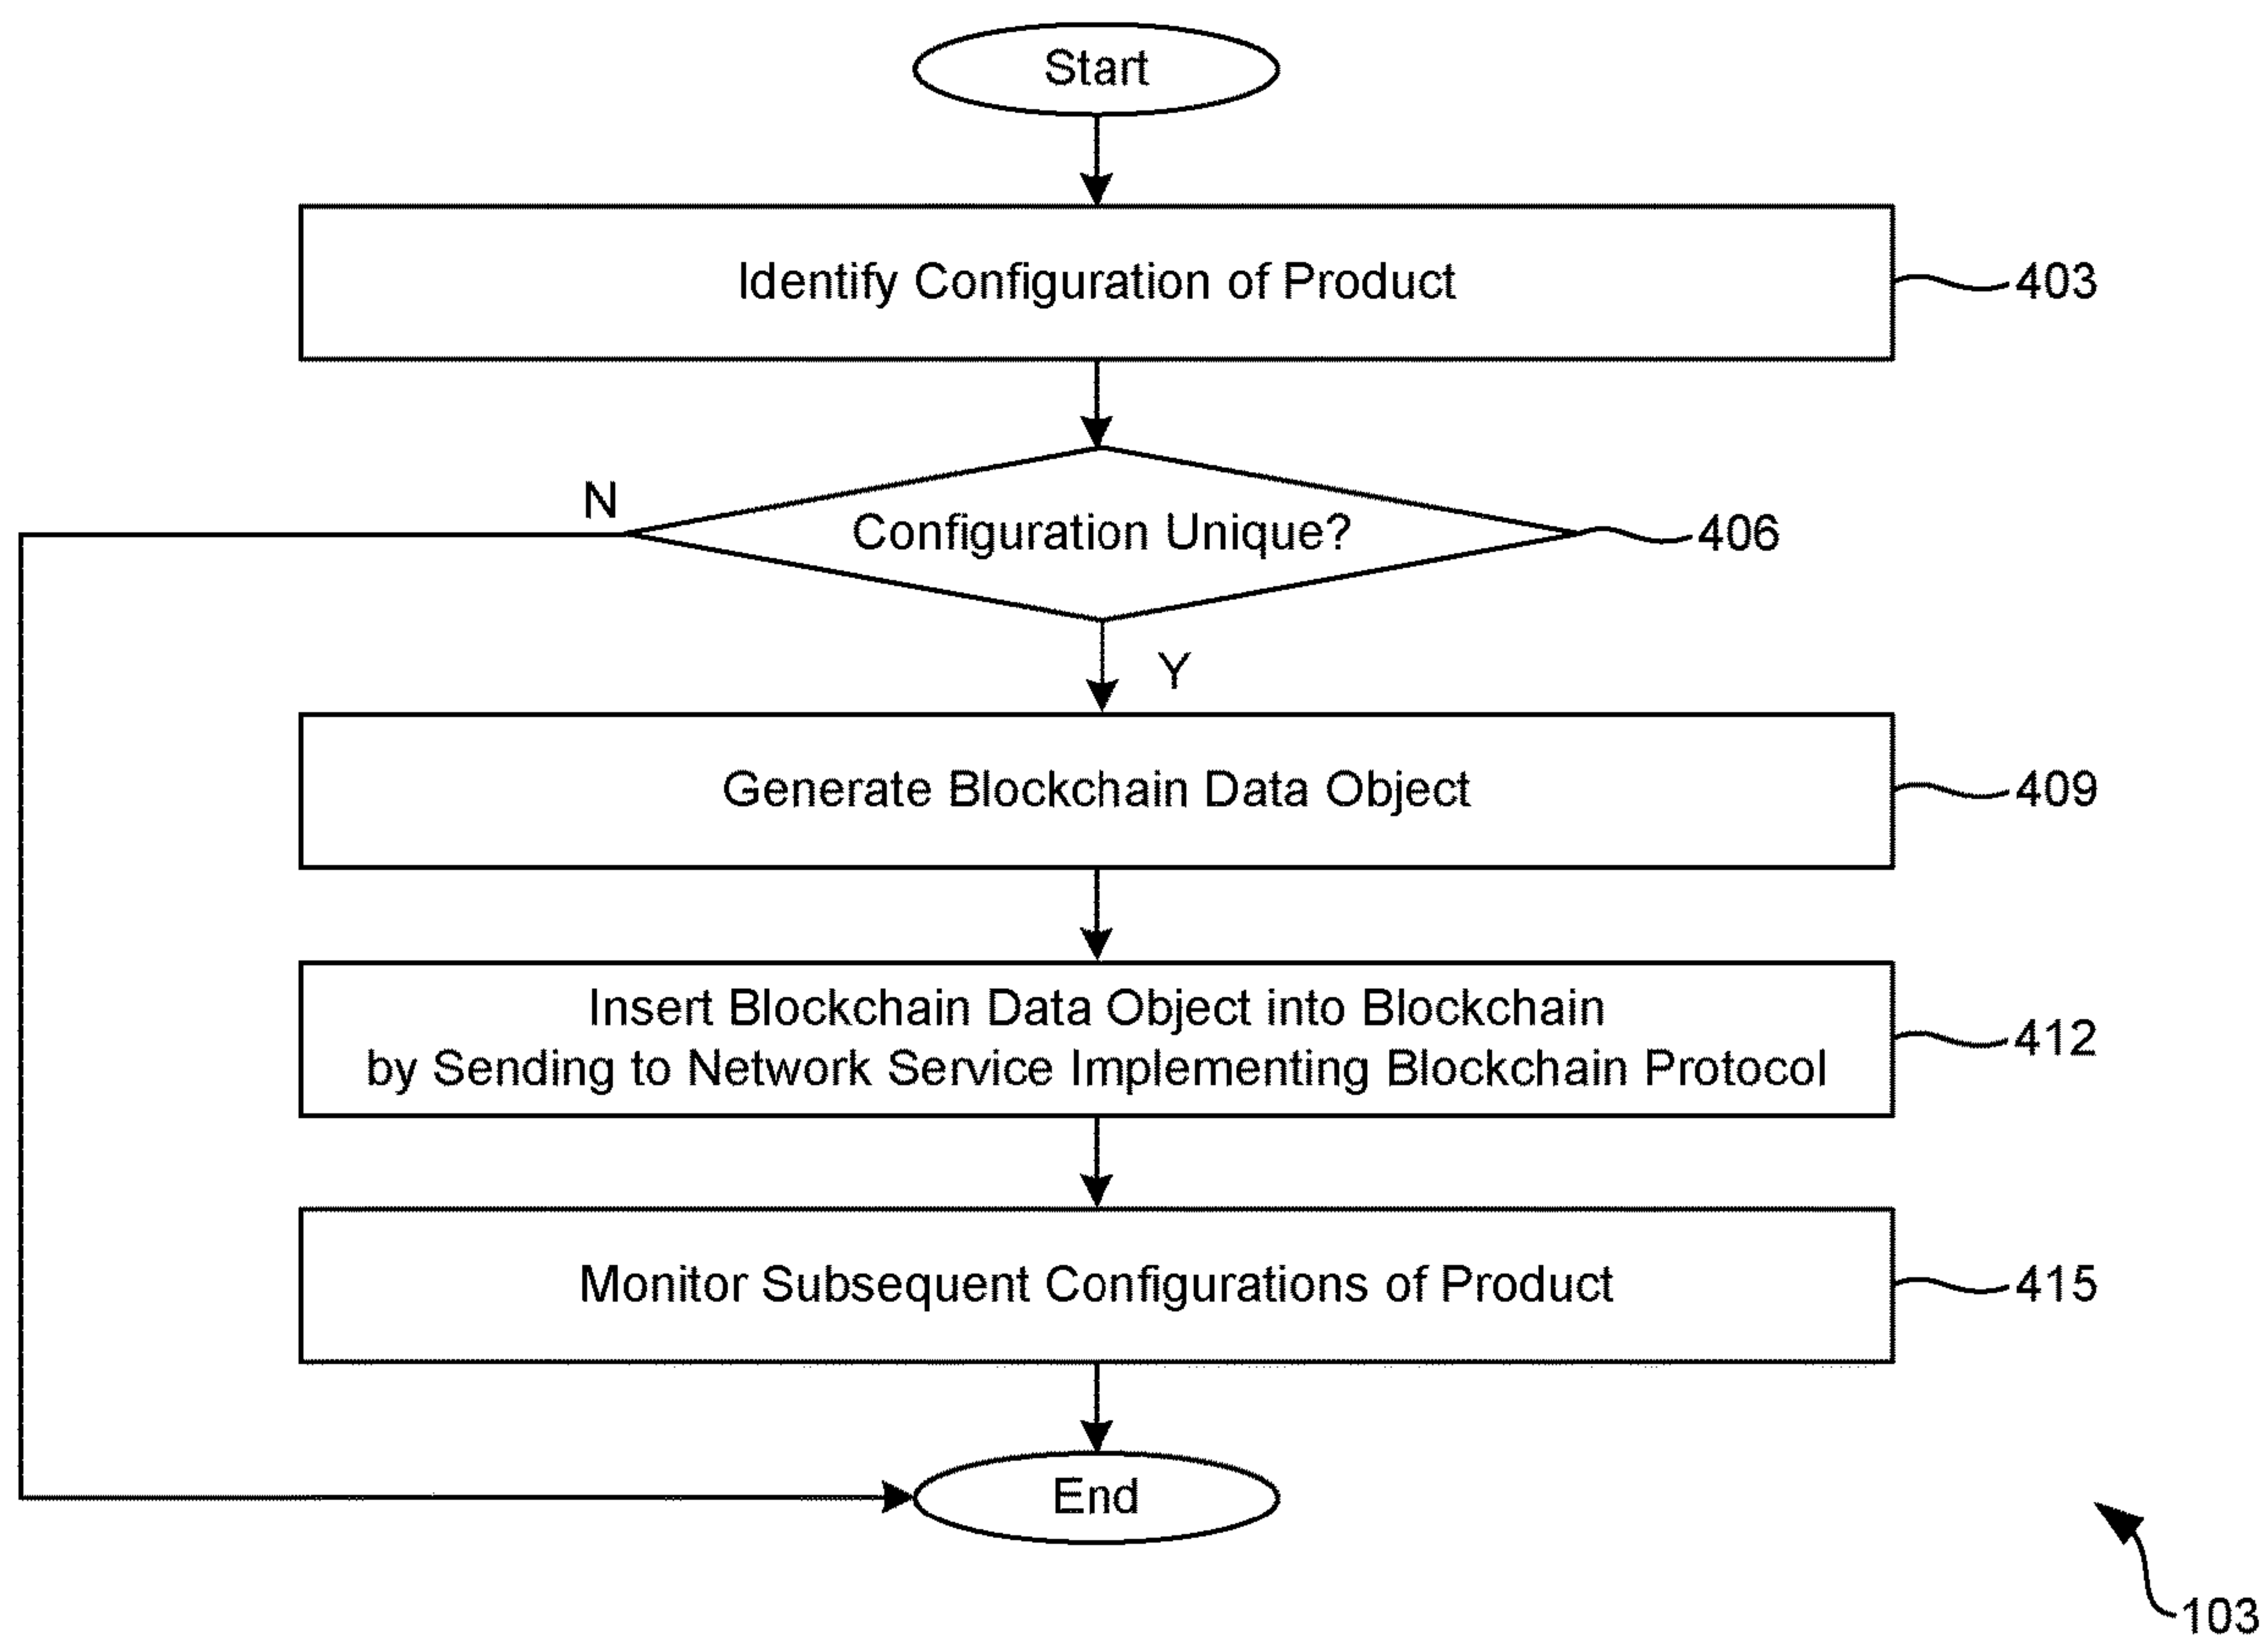 Start
Identify Configuration of Product
403
N
Configuration Unique?
406
Y
Generate Blockchain Data Object
409
Insert Blockchain Data Object into Blockchain
by Sending to Network Service Implementing Blockchain Protocol
412
Monitor Subsequent Configurations of Product
415
End
103